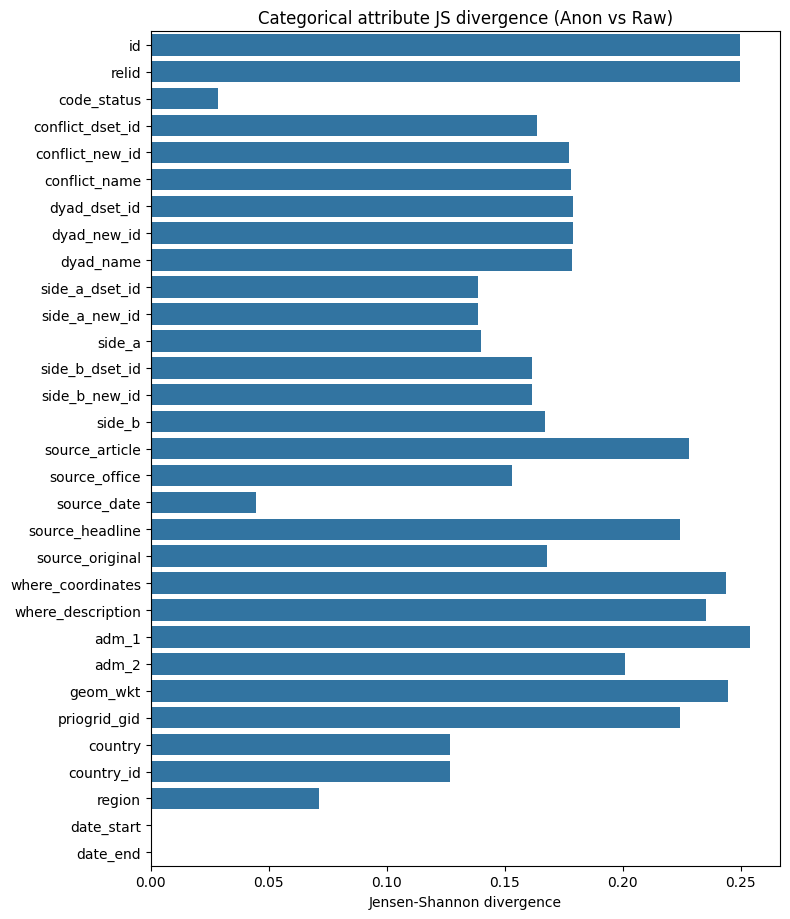 Categorical attribute JS divergence (Anon vs Raw)
id
relid
code_status
conflict_dset_id
conflict_new_id
conflict_name
dyad_dset_id
dyad_new_id
dyad_name
side_a_dset_id
side_a_new_id
side_a
side_b_dset_id
side_b_new_id
side_b
source_article
source_office
source_date
source_headline
source_original
where_coordinates
where_description
adm_1
adm_2
geom_wkt
priogrid_gid
country
country_id
region
date_start
date_end
0.00 0.05 0.10 0.15 0.20 0.25
Jensen-Shannon divergence